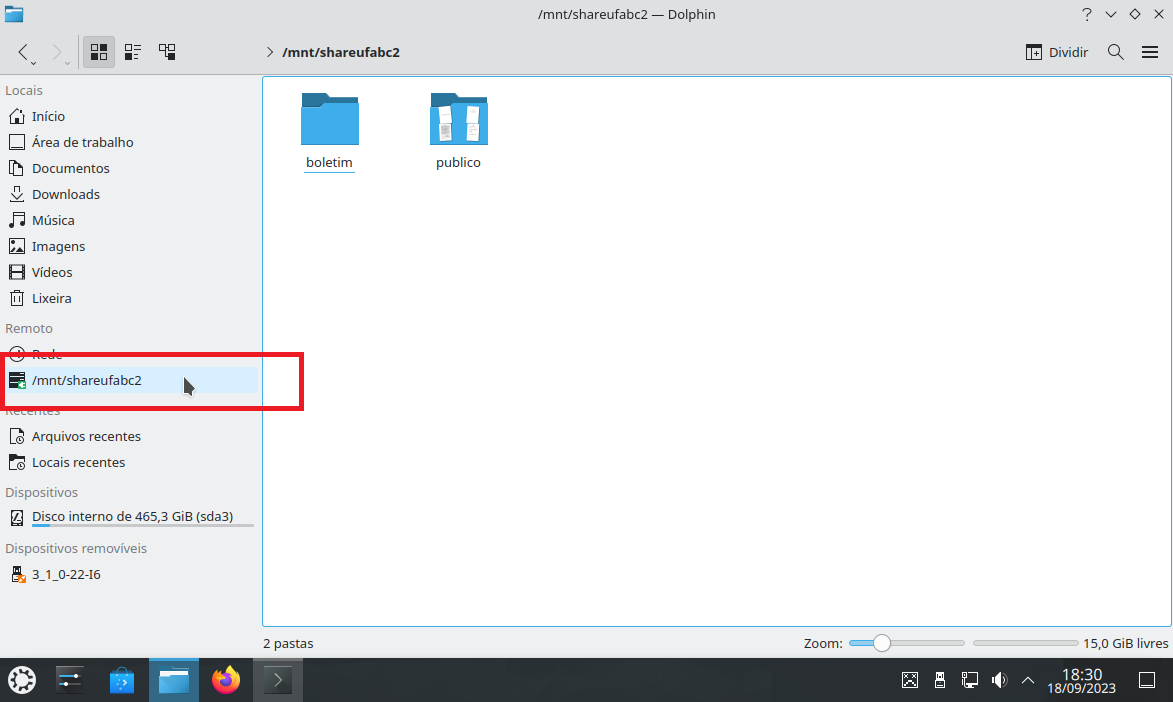 /mnt/shareufabc2 — Dolphin
/mnt/shareufabc2
Dividir
Locais
Início
Área de trabalho
Documentos
Downloads
Música
Imagens
Vídeos
Lixeira
Remoto
Rede
/mnt/shareufabc2
Recentes
Arquivos recentes
Locais recentes
Dispositivos
Disco interno de 465,3 GiB (sda3)
Dispositivos removíveis
3_1_0-22-I6
boletim
publico
2 pastas
Zoom:
15,0 GiB livres
18:30
18/09/2023